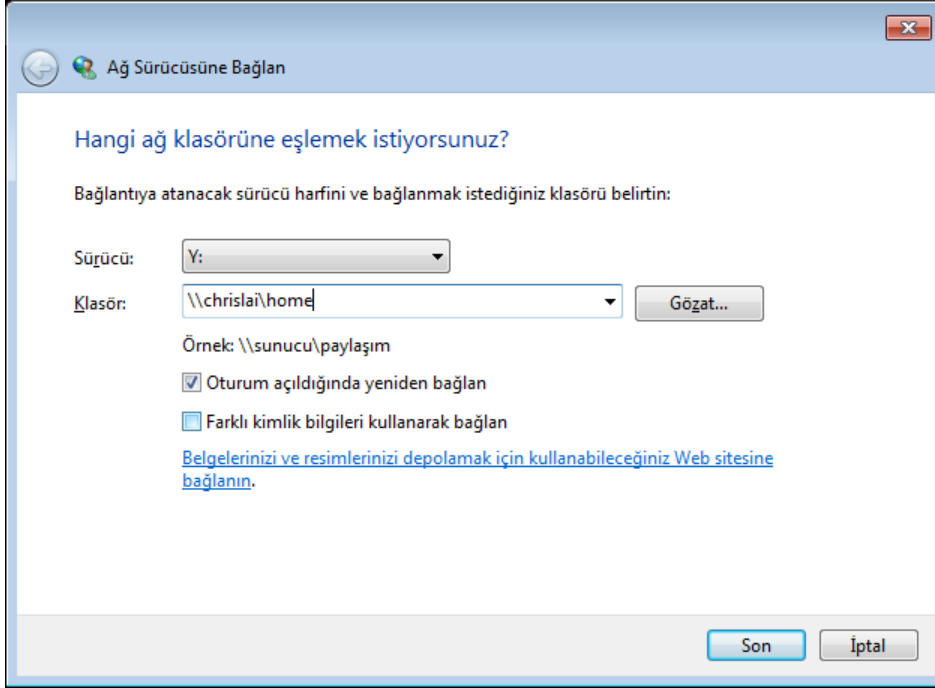 Ağ Sürücüsüne Bağlan
Hangi ağ klasörüne eşlemek istiyorsunuz?
Bağlantıya atanacak sürücü harfini ve bağlanmak istediğiniz klasörü belirtin:
Sürücü: Y:
Klasör: \\chrislai\home Gözat...
Örnek: \\sunucu\paylaşım
Oturum açıldığında yeniden bağlan
Farklı kimlik bilgileri kullanarak bağlan
Belgelerinizi ve resimlerinizi depolamak için kullanabileceğiniz Web sitesine
bağlanın.
Son İptal